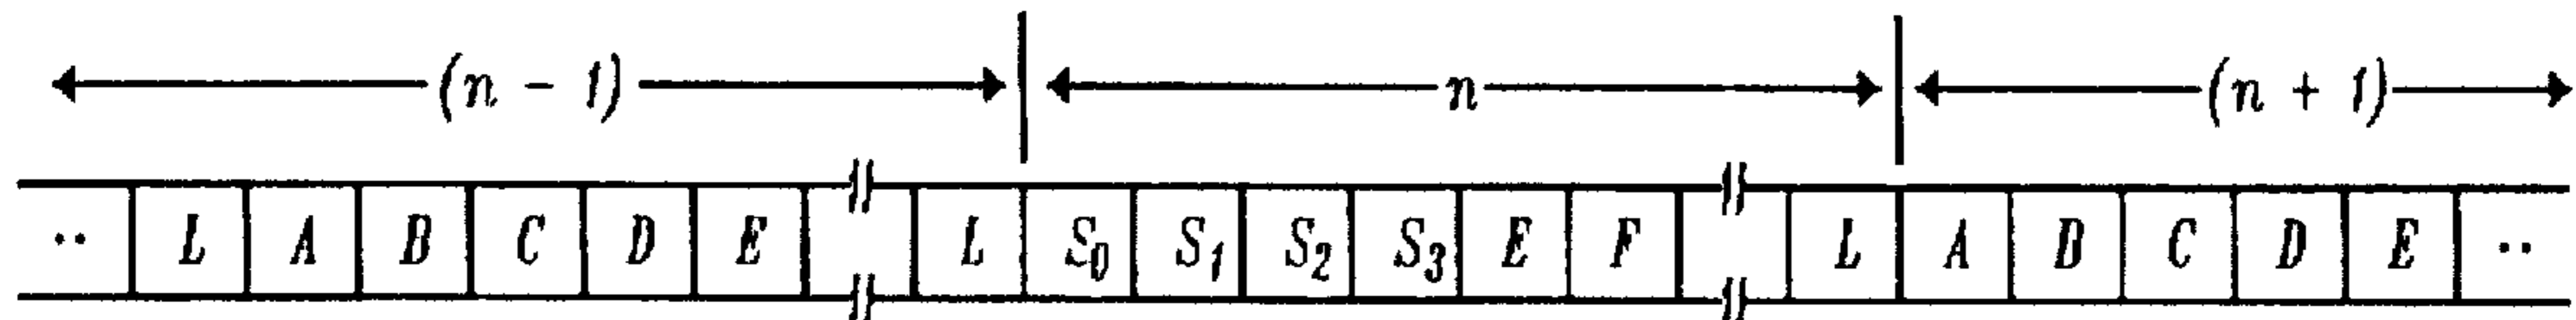 (n - 1) n (n + 1)
·· L A B C D E L S₀ S₁ S₂ S₃ E F L A B C D E ··